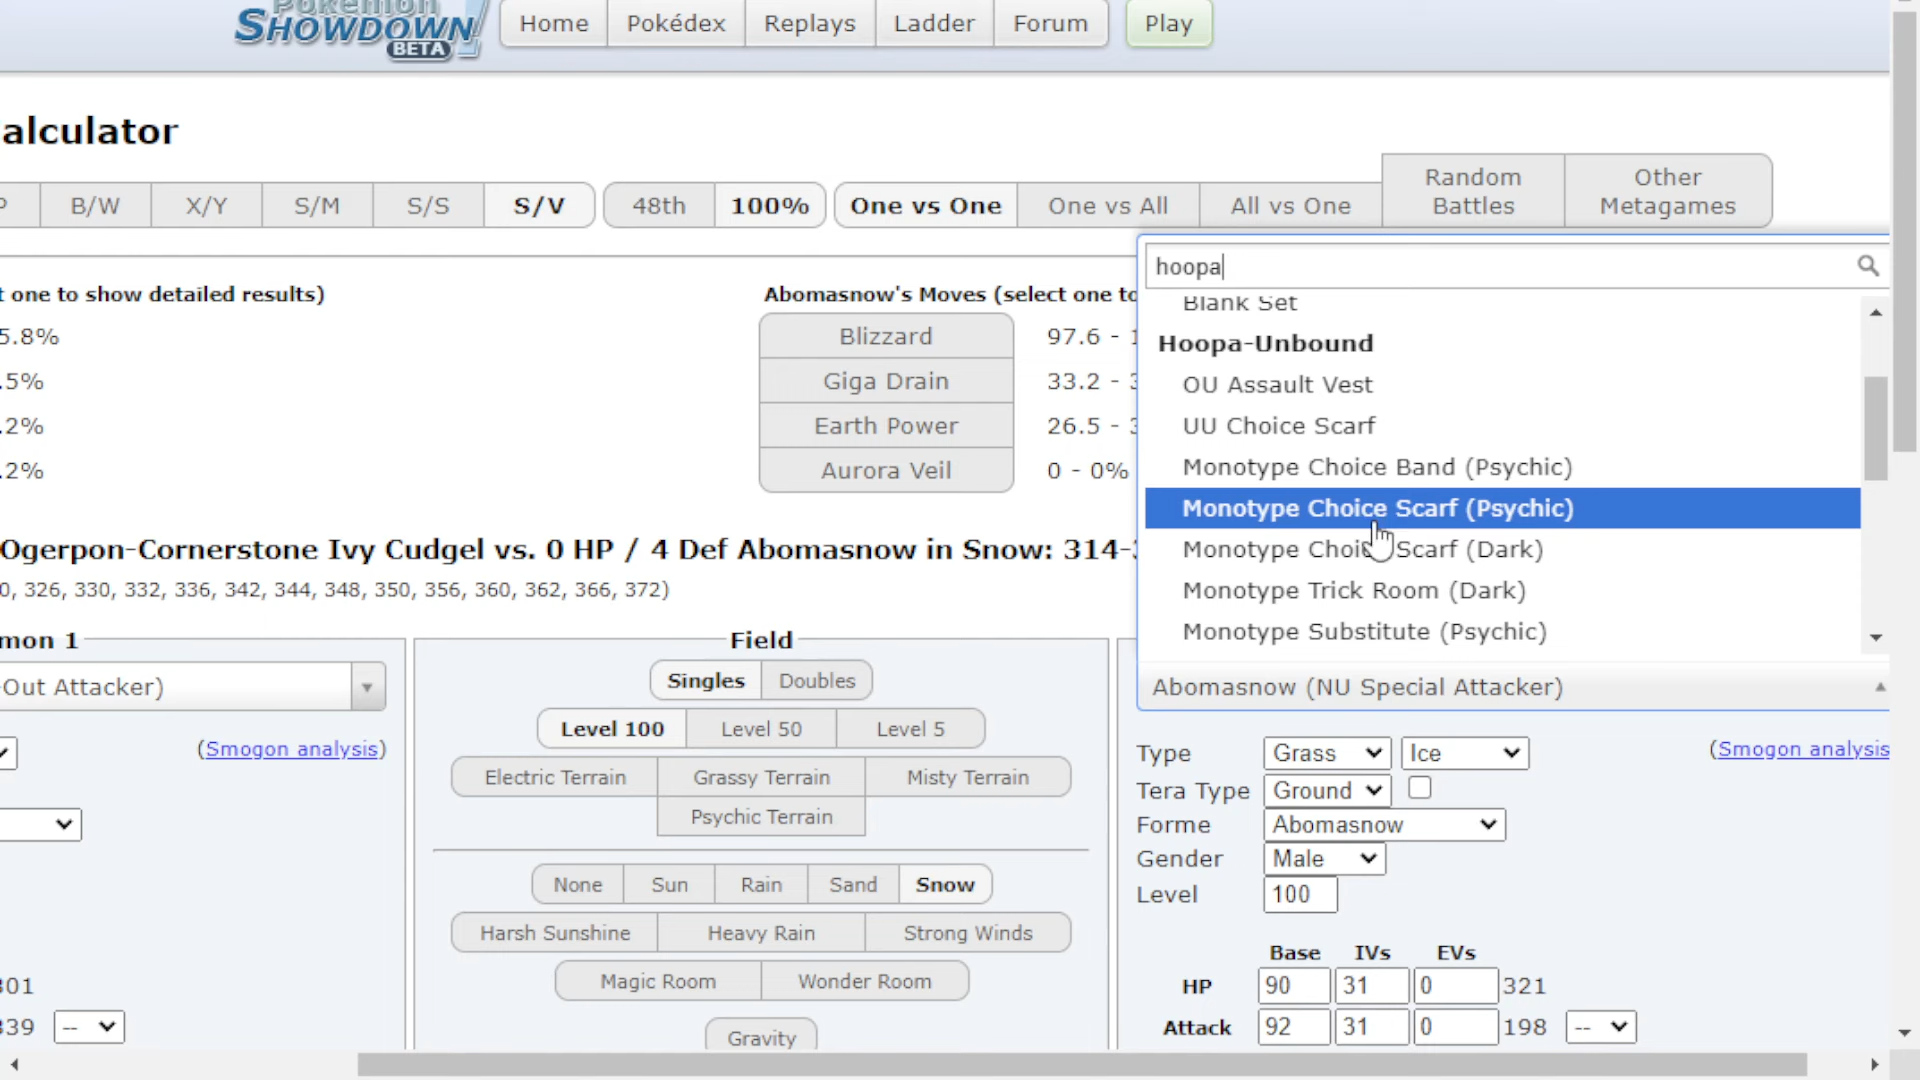 Pokémon
SHOWDOWN
BETA
Home
Pokédex
Replays
Ladder
Forum
Play
alculator
P
B/W
X/Y
S/M
S/S
S/V
48th
100%
One vs One
One vs All
All vs One
Random
Battles
Other
Metagames
hoopa
Blank Set
Hoopa-Unbound
OU Assault Vest
UU Choice Scarf
Monotype Choice Band (Psychic)
Monotype Choice Scarf (Psychic)
Monotype Choice Scarf (Dark)
Monotype Trick Room (Dark)
Monotype Substitute (Psychic)
Abomasnow (NU Special Attacker)
t one to show detailed results)
5.8%
.5%
.2%
.2%
Abomasnow's Moves (select one to
Blizzard 97.6 - 1
Giga Drain 33.2 - 3
Earth Power 26.5 - 3
Aurora Veil 0 - 0%
Ogerpon-Cornerstone Ivy Cudgel vs. 0 HP / 4 Def Abomasnow in Snow: 314-
0, 326, 330, 332, 336, 342, 344, 348, 350, 356, 360, 362, 366, 372)
mon 1
-Out Attacker)
(Smogon analysis)
301
339 --
Field
Singles Doubles
Level 100 Level 50 Level 5
Electric Terrain Grassy Terrain Misty Terrain
Psychic Terrain
None Sun Rain Sand Snow
Harsh Sunshine Heavy Rain Strong Winds
Magic Room Wonder Room
Gravity
Type Grass Ice
(Smogon analysis
Tera Type Ground
Forme Abomasnow
Gender Male
Level 100
Base IVs EVs
HP 90 31 0 321
Attack 92 31 0 198 --